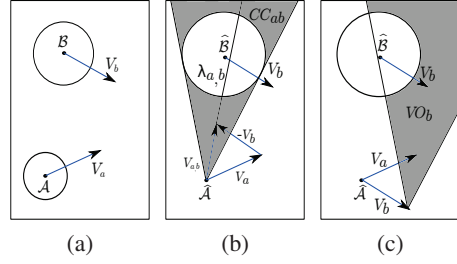 ℬ
V_b
V_a
𝒜
(a)
CC_ab
ℬ̂
λ_a,b
V_b
-V_b
V_ab
V_a
𝒜̂
(b)
ℬ̂
V_b
VO_b
V_a
𝒜̂
V_b
(c)